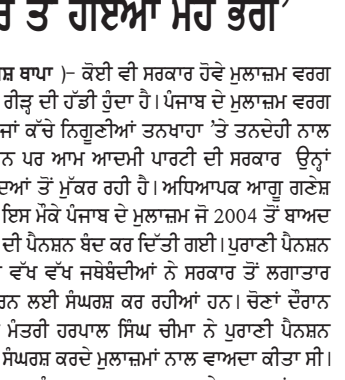 ਤੋਂ ਹੋਇਆ ਮੋਹ ਭੰਗ’
ਥਾਪਾ )- ਕੋਈ ਵੀ ਸਰਕਾਰ ਹੋਵੇ ਮੁਲਾਜ਼ਮ ਵਰਗ
ਰੀੜ੍ਹ ਦੀ ਹੱਡੀ ਹੁੰਦਾ ਹੈ। ਪੰਜਾਬ ਦੇ ਮੁਲਾਜ਼ਮ ਵਰਗ
ਜਾਂ ਕੱਚੇ ਨਿਗੂਣੀਆਂ ਤਨਖਾਹਾ ’ਤੇ ਤਨਦੇਹੀ ਨਾਲ
ਨ ਪਰ ਆਮ ਆਦਮੀ ਪਾਰਟੀ ਦੀ ਸਰਕਾਰ ਉਨ੍ਹਾਂ
ਦਆਂ ਤੋਂ ਮੁੱਕਰ ਰਹੀ ਹੈ। ਅਧਿਆਪਕ ਆਗੂ ਗਣੇਸ਼
ਇਸ ਮੌਕੇ ਪੰਜਾਬ ਦੇ ਮੁਲਾਜ਼ਮ ਜੋ 2004 ਤੋਂ ਬਾਅਦ
ਦੀ ਪੈਨਸ਼ਨ ਬੰਦ ਕਰ ਦਿੱਤੀ ਗਈ। ਪੁਰਾਣੀ ਪੈਨਸ਼ਨ
ਵੱਖ ਵੱਖ ਜਥੇਬੰਦੀਆਂ ਨੇ ਸਰਕਾਰ ਤੋਂ ਲਗਾਤਾਰ
ਰਨ ਲਈ ਸੰਘਰਸ਼ ਕਰ ਰਹੀਆਂ ਹਨ। ਚੋਣਾਂ ਦੌਰਾਨ
ਮੰਤਰੀ ਹਰਪਾਲ ਸਿੰਘ ਚੀਮਾ ਨੇ ਪੁਰਾਣੀ ਪੈਨਸ਼ਨ
ਸੰਘਰਸ਼ ਕਰਦੇ ਮੁਲਾਜ਼ਮਾਂ ਨਾਲ ਵਾਅਦਾ ਕੀਤਾ ਸੀ।